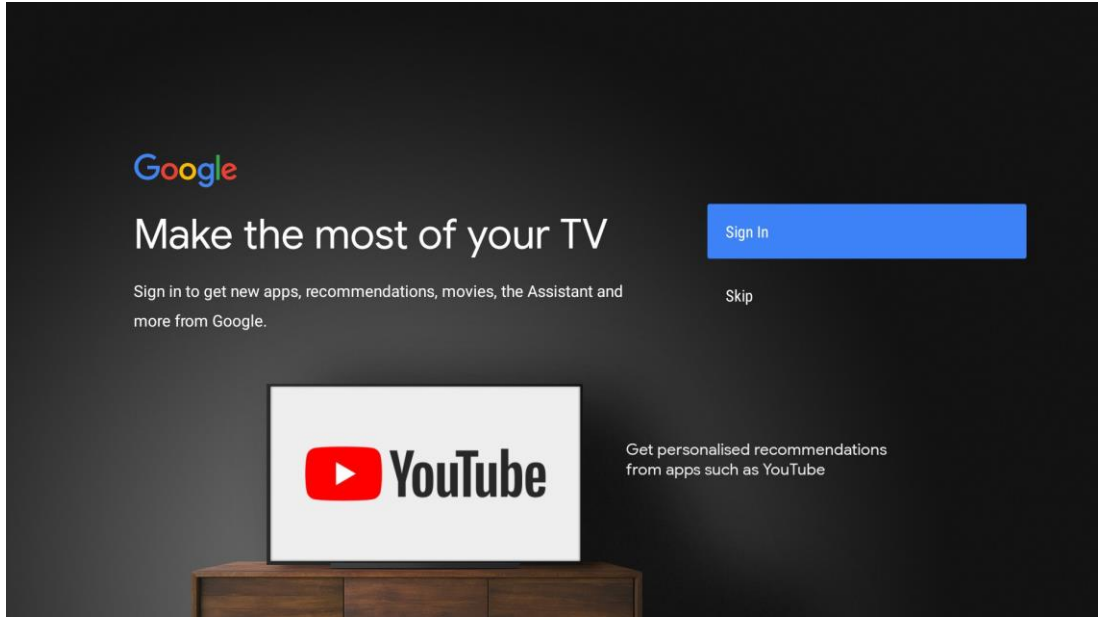 Google
Make the most of your TV
Sign in to get new apps, recommendations, movies, the Assistant and
more from Google.
Sign In
Skip
YouTube
Get personalised recommendations
from apps such as YouTube